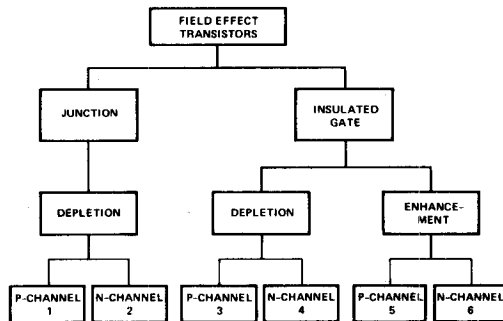 FIELD EFFECT
TRANSISTORS
JUNCTION
INSULATED
GATE
DEPLETION
DEPLETION
ENHANCE-
MENT
P-CHANNEL
1
N-CHANNEL
2
P-CHANNEL
3
N-CHANNEL
4
P-CHANNEL
5
N-CHANNEL
6